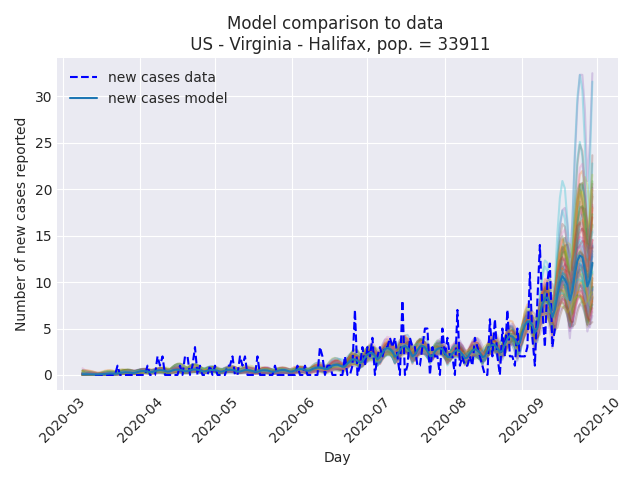 Model comparison to data
US - Virginia - Halifax, pop. = 33911
new cases data
new cases model
Number of new cases reported
30
25
20
15
10
5
0
2020-03
2020-04
2020-05
2020-06
2020-07
2020-08
2020-09
2020-10
Day